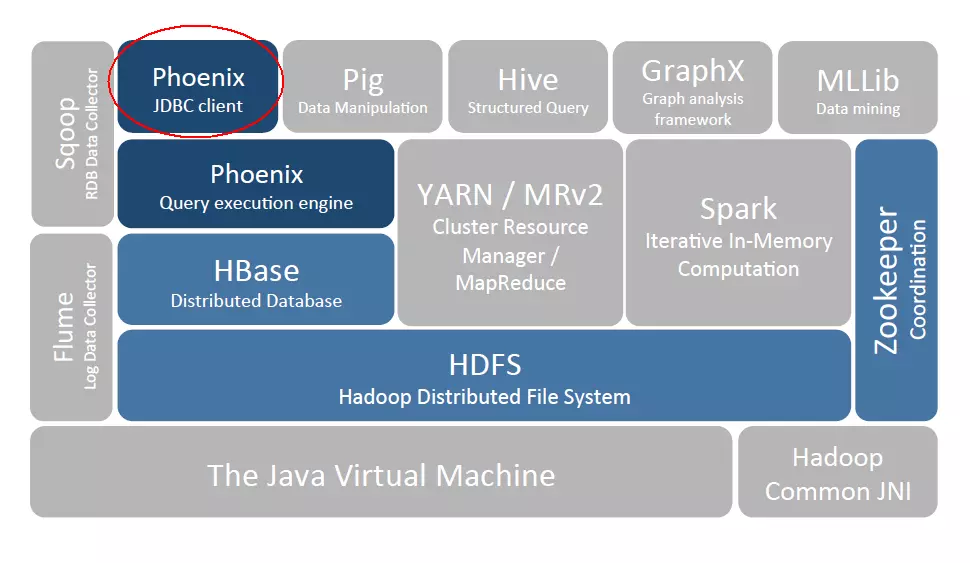 Sqoop
RDB Data Collector
Phoenix
JDBC client
Pig
Data Manipulation
Hive
Structured Query
GraphX
Graph analysis
framework
MLLib
Data mining
Phoenix
Query execution engine
YARN / MRv2
Cluster Resource
Manager /
MapReduce
Spark
Iterative In-Memory
Computation
Zookeeper
Coordination
Flume
Log Data Collector
HBase
Distributed Database
HDFS
Hadoop Distributed File System
The Java Virtual Machine
Hadoop
Common JNI